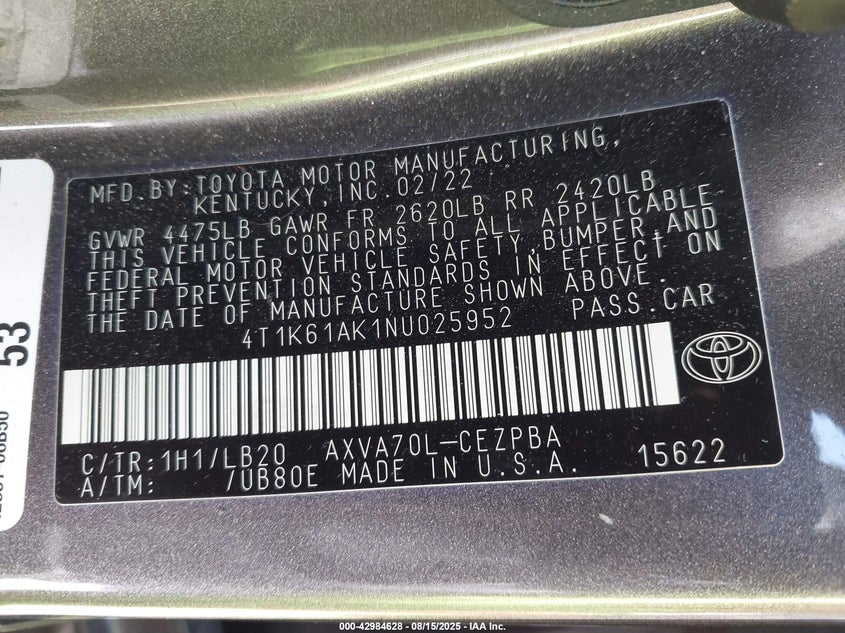 MFD.BY:TOYOTA MOTOR MANUFACTURING,
KENTUCKY,INC. 02/22
GVWR 4475LB GAWR FR 2620LB RR 2420LB
THIS VEHICLE CONFORMS TO ALL APPLICABLE
FEDERAL MOTOR VEHICLE SAFETY,BUMPER,AND
THEFT PREVENTION STANDARDS IN EFFECT ON
THE DATE OF MANUFACTURE SHOWN ABOVE.
4T1K61AK1NU025952 PASS.CAR
C/TR:1H1/LB20 AXVA70L-CEZPBA
A/TM: /UB80E MADE IN U.S.A. 15622
53
000-42984628 - 08/15/2025 - IAA Inc.